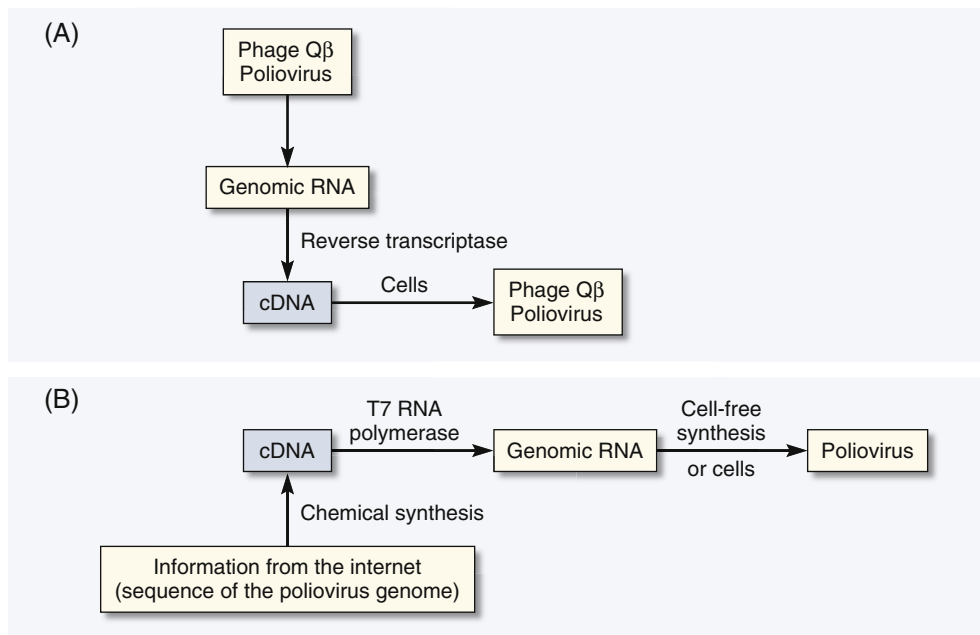 (A)
Phage Qβ
Poliovirus
Genomic RNA
Reverse transcriptase
cDNA
Cells
Phage Qβ
Poliovirus
(B)
cDNA
T7 RNA
polymerase
Genomic RNA
Cell-free
synthesis
or cells
Poliovirus
Chemical synthesis
Information from the internet
(sequence of the poliovirus genome)